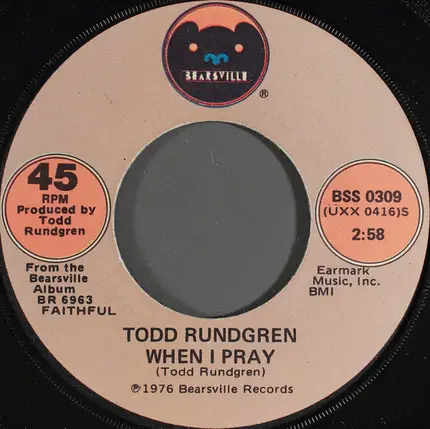 BEARSVILLE
®
45
RPM
Produced by
Todd
Rundgren
BSS 0309
(UXX 0416)S
2:58
From the
Bearsville
Album
BR 6963
FAITHFUL
Earmark
Music, Inc.
BMI
TODD RUNDGREN
WHEN I PRAY
(Todd Rundgren)
℗1976 Bearsville Records